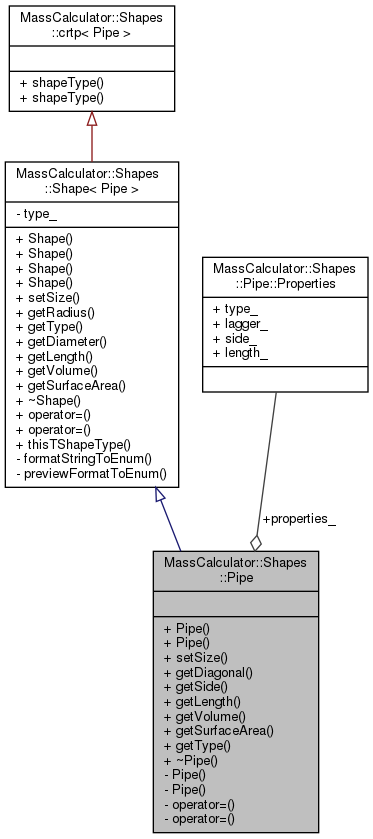 MassCalculator::Shapes
::crtp< Pipe >
+ shapeType()
+ shapeType()
MassCalculator::Shapes
::Shape< Pipe >
- type_
+ Shape()
+ Shape()
+ Shape()
+ Shape()
+ setSize()
+ getRadius()
+ getType()
+ getDiameter()
+ getLength()
+ getVolume()
+ getSurfaceArea()
+ ~Shape()
+ operator=()
+ operator=()
+ thisTShapeType()
- formatStringToEnum()
- previewFormatToEnum()
MassCalculator::Shapes
::Pipe::Properties
+ type_
+ lagger_
+ side_
+ length_
+properties_
MassCalculator::Shapes
::Pipe
+ Pipe()
+ Pipe()
+ setSize()
+ getDiagonal()
+ getSide()
+ getLength()
+ getVolume()
+ getSurfaceArea()
+ getType()
+ ~Pipe()
- Pipe()
- Pipe()
- operator=()
- operator=()